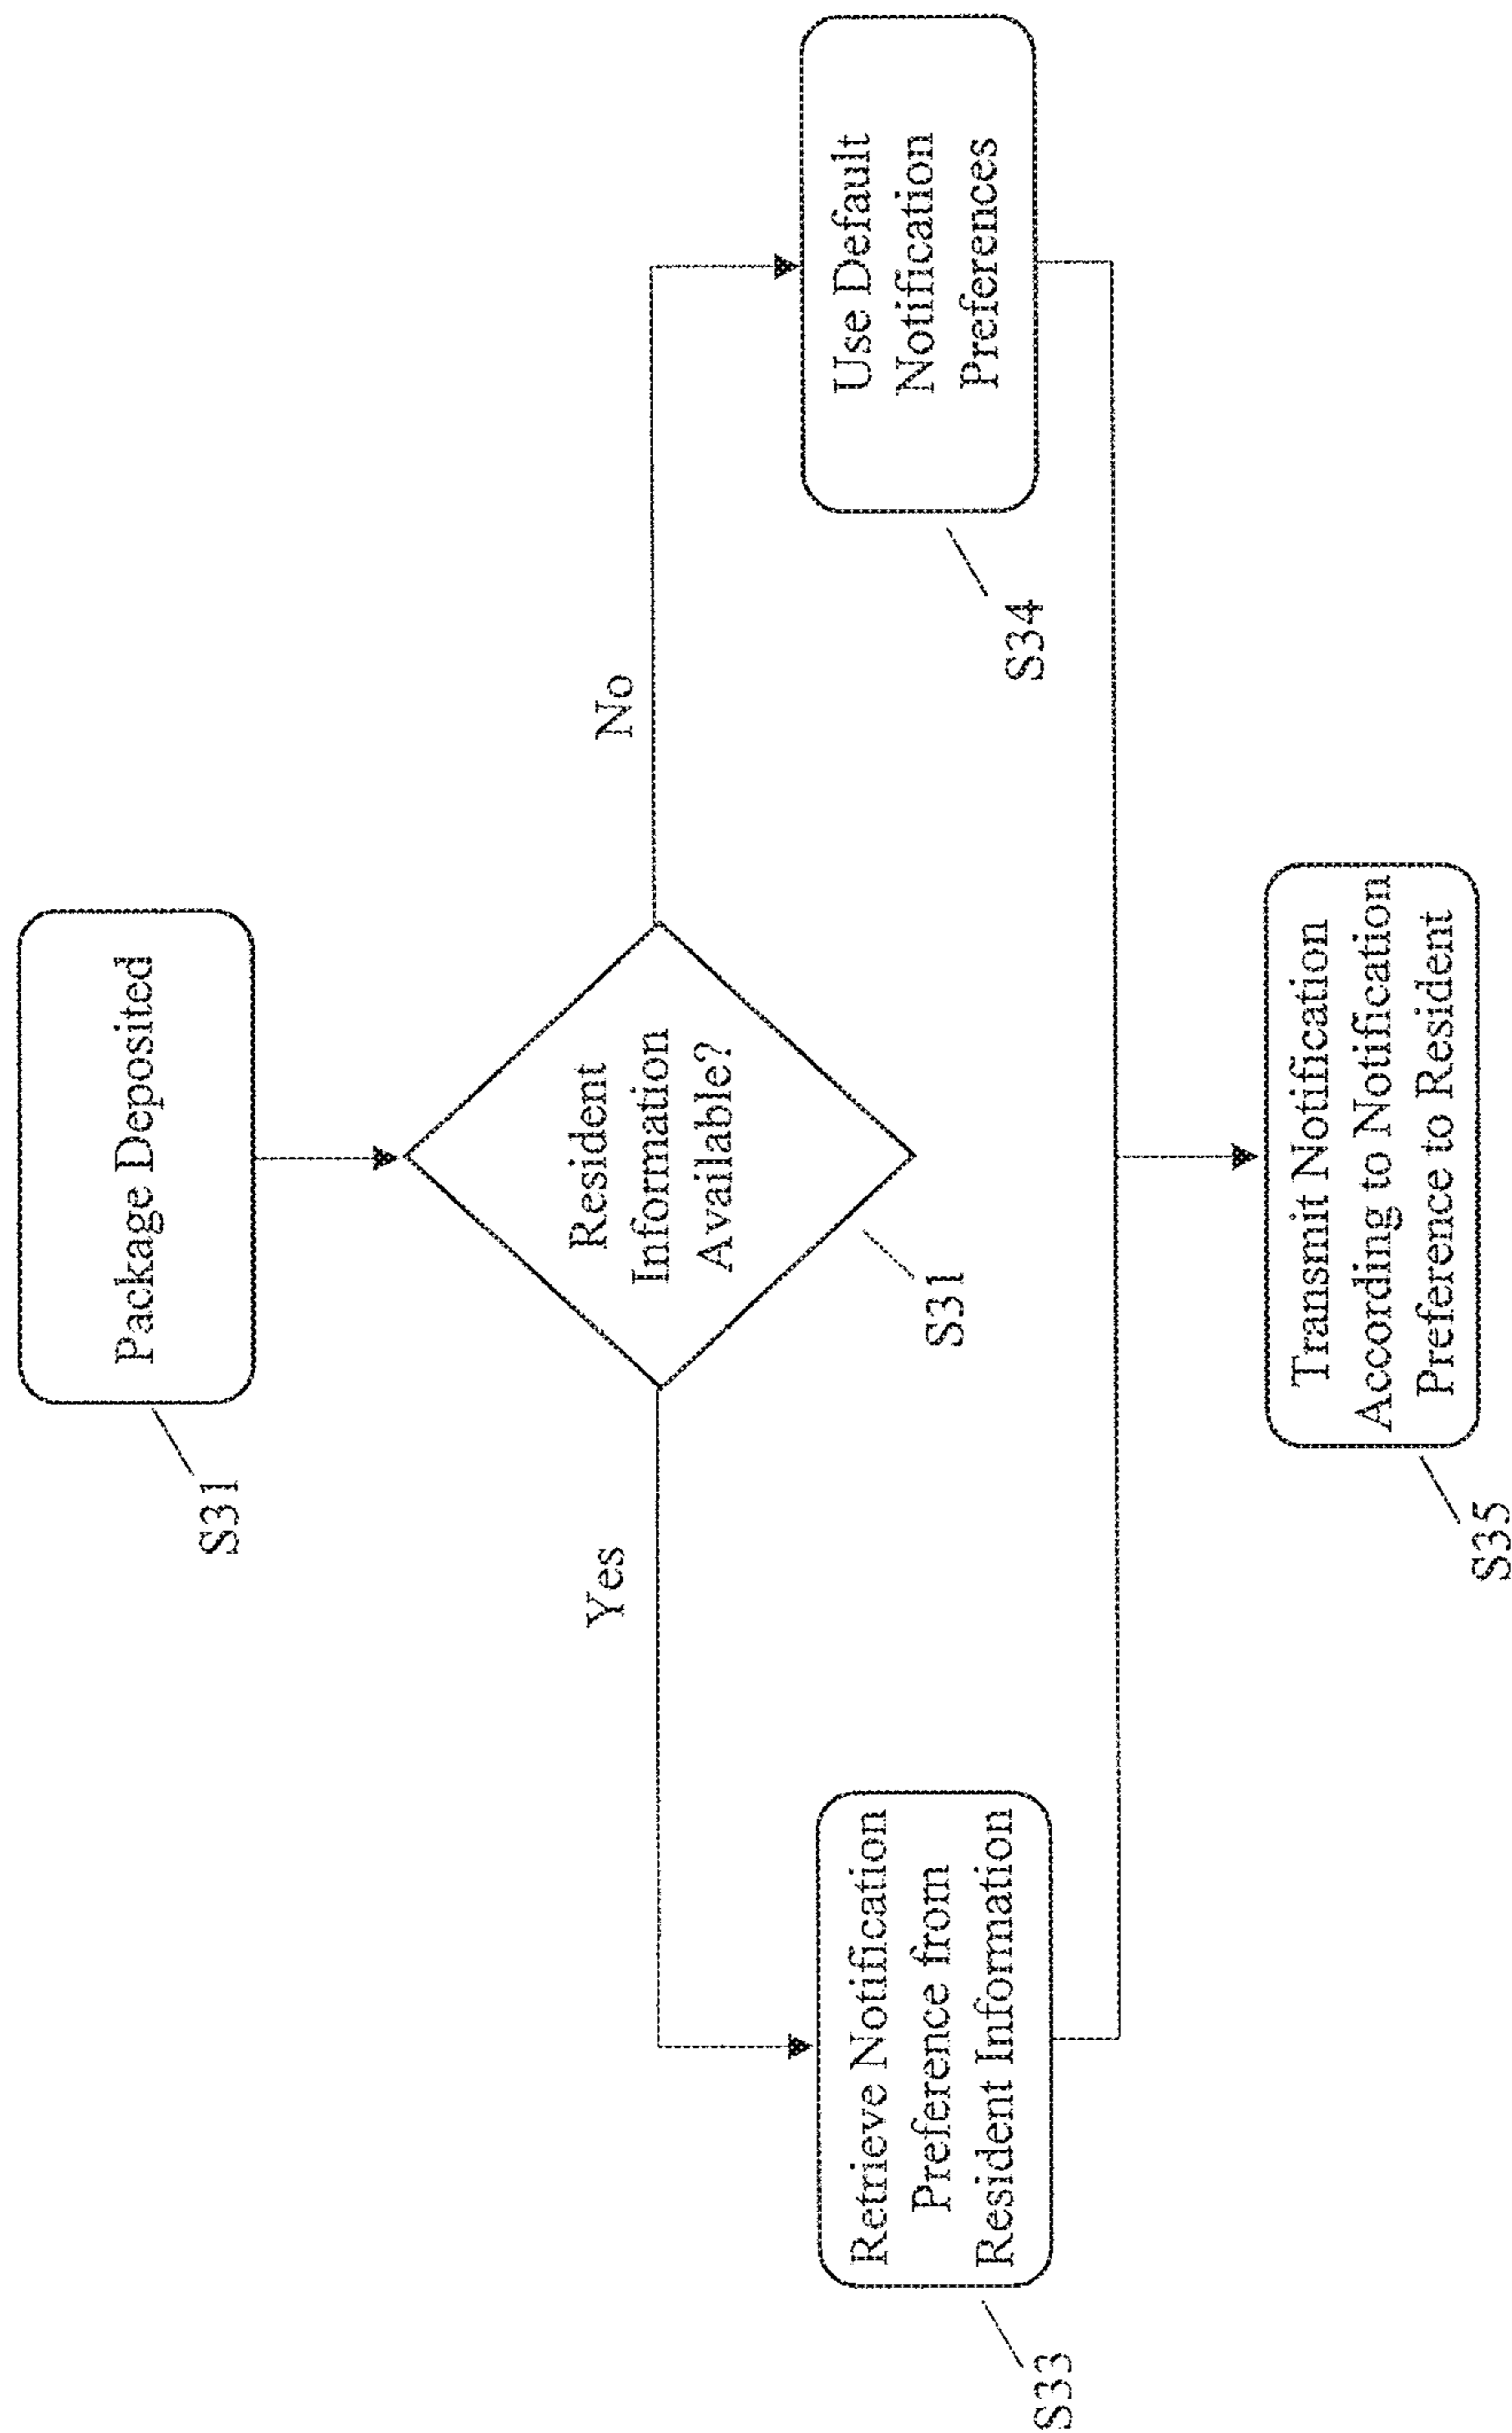 Package Deposited
S31
Resident
Information
Available?
S31
Yes
No
Retrieve Notification
Preference from
Resident Information
S33
Use Default
Notification
Preferences
S34
Transmit Notification
According to Notification
Preference to Resident
S35